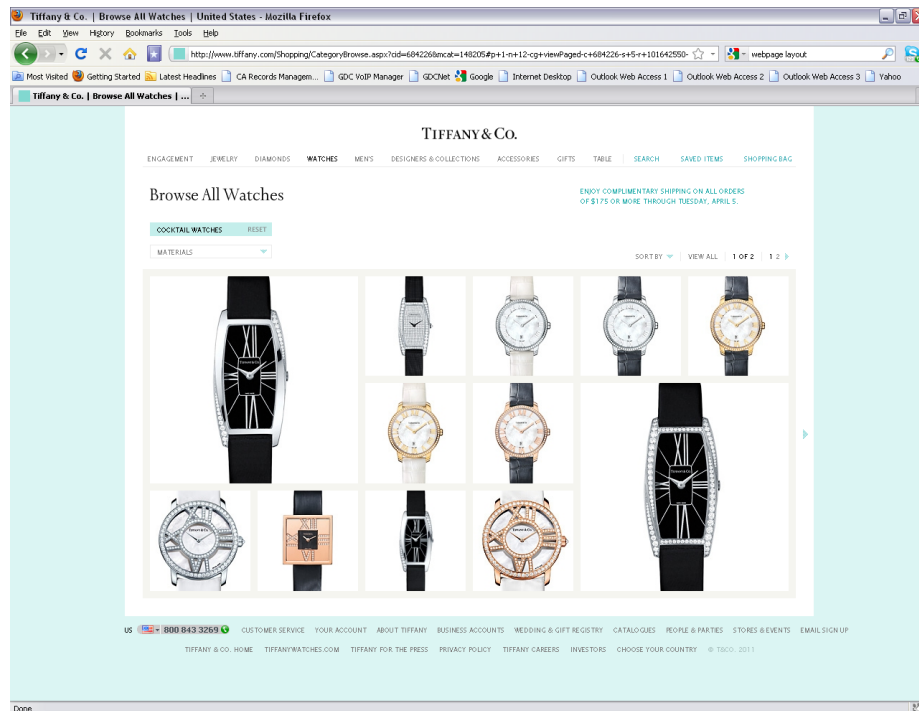 Tiffany & Co. | Browse All Watches | United States - Mozilla Firefox
File Edit View History Bookmarks Tools Help
http://www.tiffany.com/Shopping/CategoryBrowse.aspx?cid=684226&mcat=148205#p+1-n+12-cg+viewPaged-c+684226-s+5-r+101642550- webpage layout
Most Visited Getting Started Latest Headlines CA Records Managem... GDC VoIP Manager GDCNet Google Internet Desktop Outlook Web Access 1 Outlook Web Access 2 Outlook Web Access 3 Yahoo
Tiffany & Co. | Browse All Watches | ...
TIFFANY & CO.
ENGAGEMENT JEWELRY DIAMONDS WATCHES MEN'S DESIGNERS & COLLECTIONS ACCESSORIES GIFTS TABLE SEARCH SAVED ITEMS SHOPPING BAG
Browse All Watches
ENJOY COMPLIMENTARY SHIPPING ON ALL ORDERS
OF $175 OR MORE THROUGH TUESDAY, APRIL 5.
COCKTAIL WATCHES RESET
MATERIALS
SORT BY VIEW ALL 1 OF 2 1 2
US 800 843 3269 CUSTOMER SERVICE YOUR ACCOUNT ABOUT TIFFANY BUSINESS ACCOUNTS WEDDING & GIFT REGISTRY CATALOGUES PEOPLE & PARTIES STORES & EVENTS EMAIL SIGN UP
TIFFANY & CO. HOME TIFFANYWATCHES.COM TIFFANY FOR THE PRESS PRIVACY POLICY TIFFANY CAREERS INVESTORS CHOOSE YOUR COUNTRY © T&CO. 2011
Done